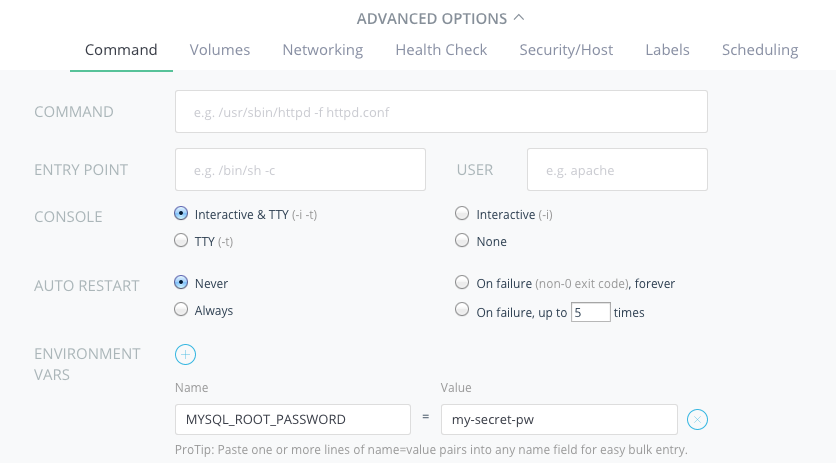 ADVANCED OPTIONS
Command Volumes Networking Health Check Security/Host Labels Scheduling
COMMAND e.g. /usr/sbin/httpd -f httpd.conf
ENTRY POINT e.g. /bin/sh -c USER e.g. apache
CONSOLE Interactive & TTY (-i -t) Interactive (-i)
TTY (-t) None
AUTO RESTART Never On failure (non-0 exit code), forever
Always On failure, up to 5 times
ENVIRONMENT
VARS
Name Value
MYSQL_ROOT_PASSWORD = my-secret-pw
ProTip: Paste one or more lines of name=value pairs into any name field for easy bulk entry.